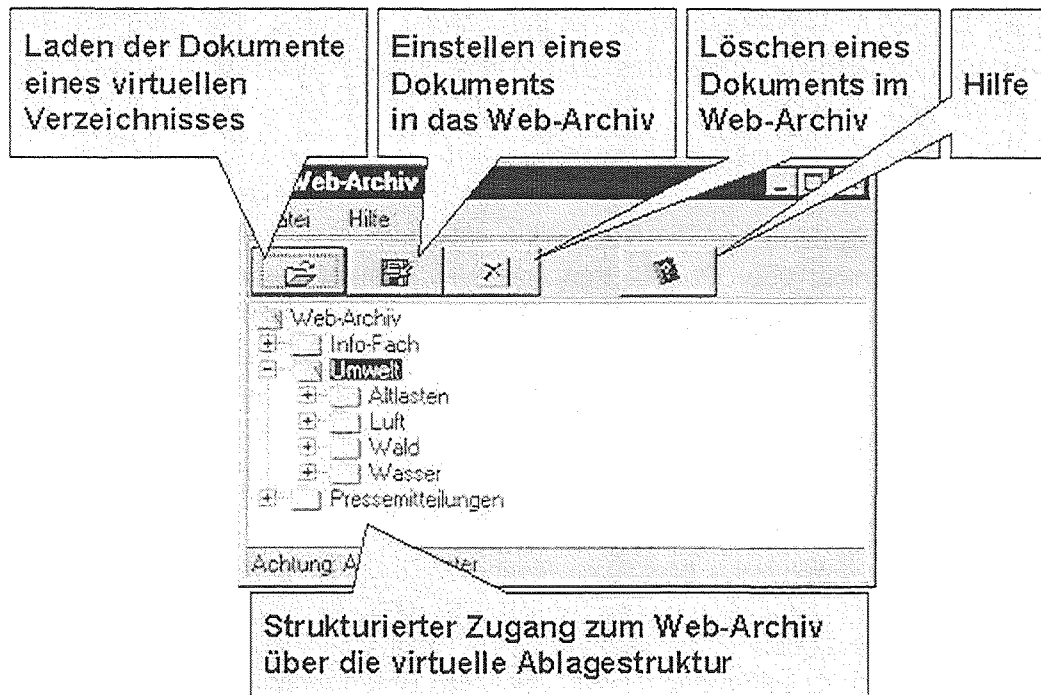 Laden der Dokumente
eines virtuellen
Verzeichnisses
Einstellen eines
Dokuments
in das Web-Archiv
Löschen eines
Dokuments im
Web-Archiv
Hilfe
Web-Archiv
Hilfe
Web-Archiv
Info-Fach
Umwelt
Altlasten
Luft
Wald
Wasser
Pressemitteilungen
Achtung: A
Strukturierter Zugang zum Web-Archiv
über die virtuelle Ablagestruktur